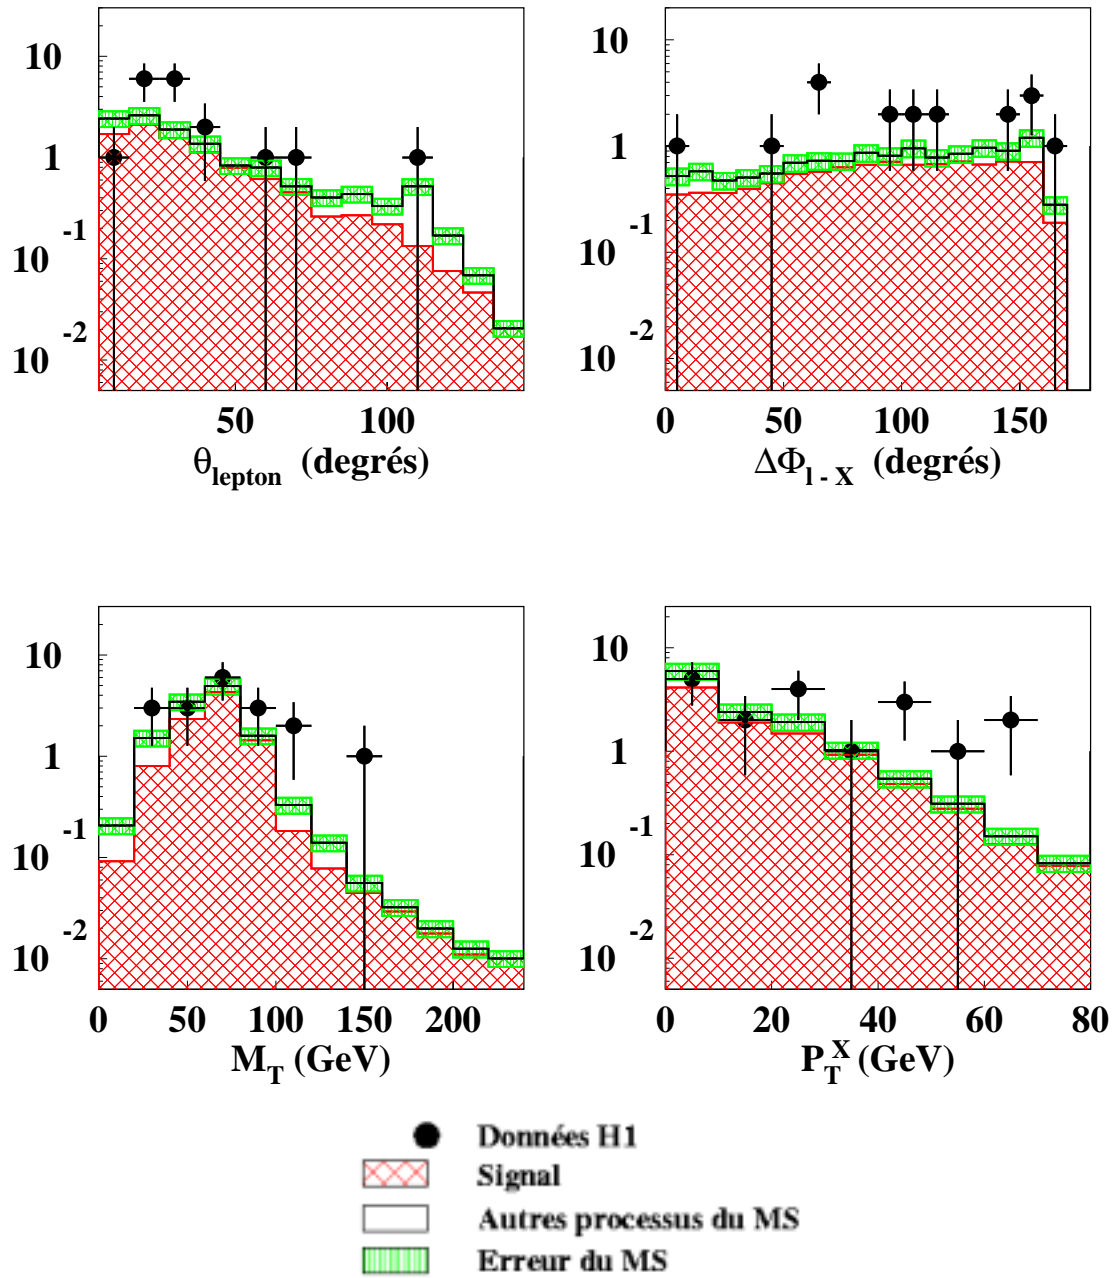 10
1
10 -1
10 -2
50 100
θlepton (degrés)
10
1
10 -1
10 -2
0 50 100 150
ΔΦl - X (degrés)
10
1
10 -1
10 -2
0 50 100 150 200
MT (GeV)
10
1
10 -1
10 -2
0 20 40 60 80
PTX (GeV)
Données H1
Signal
Autres processus du MS
Erreur du MS